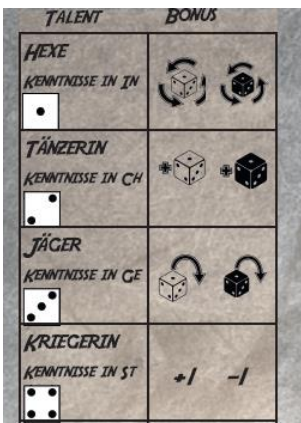 TALENT BONUS
HEXE
KENNTNISSE IN IN
TÄNZERIN
KENNTNISSE IN CH
JÄGER
KENNTNISSE IN GE
KRIEGERIN
KENNTNISSE IN ST
+1 -1